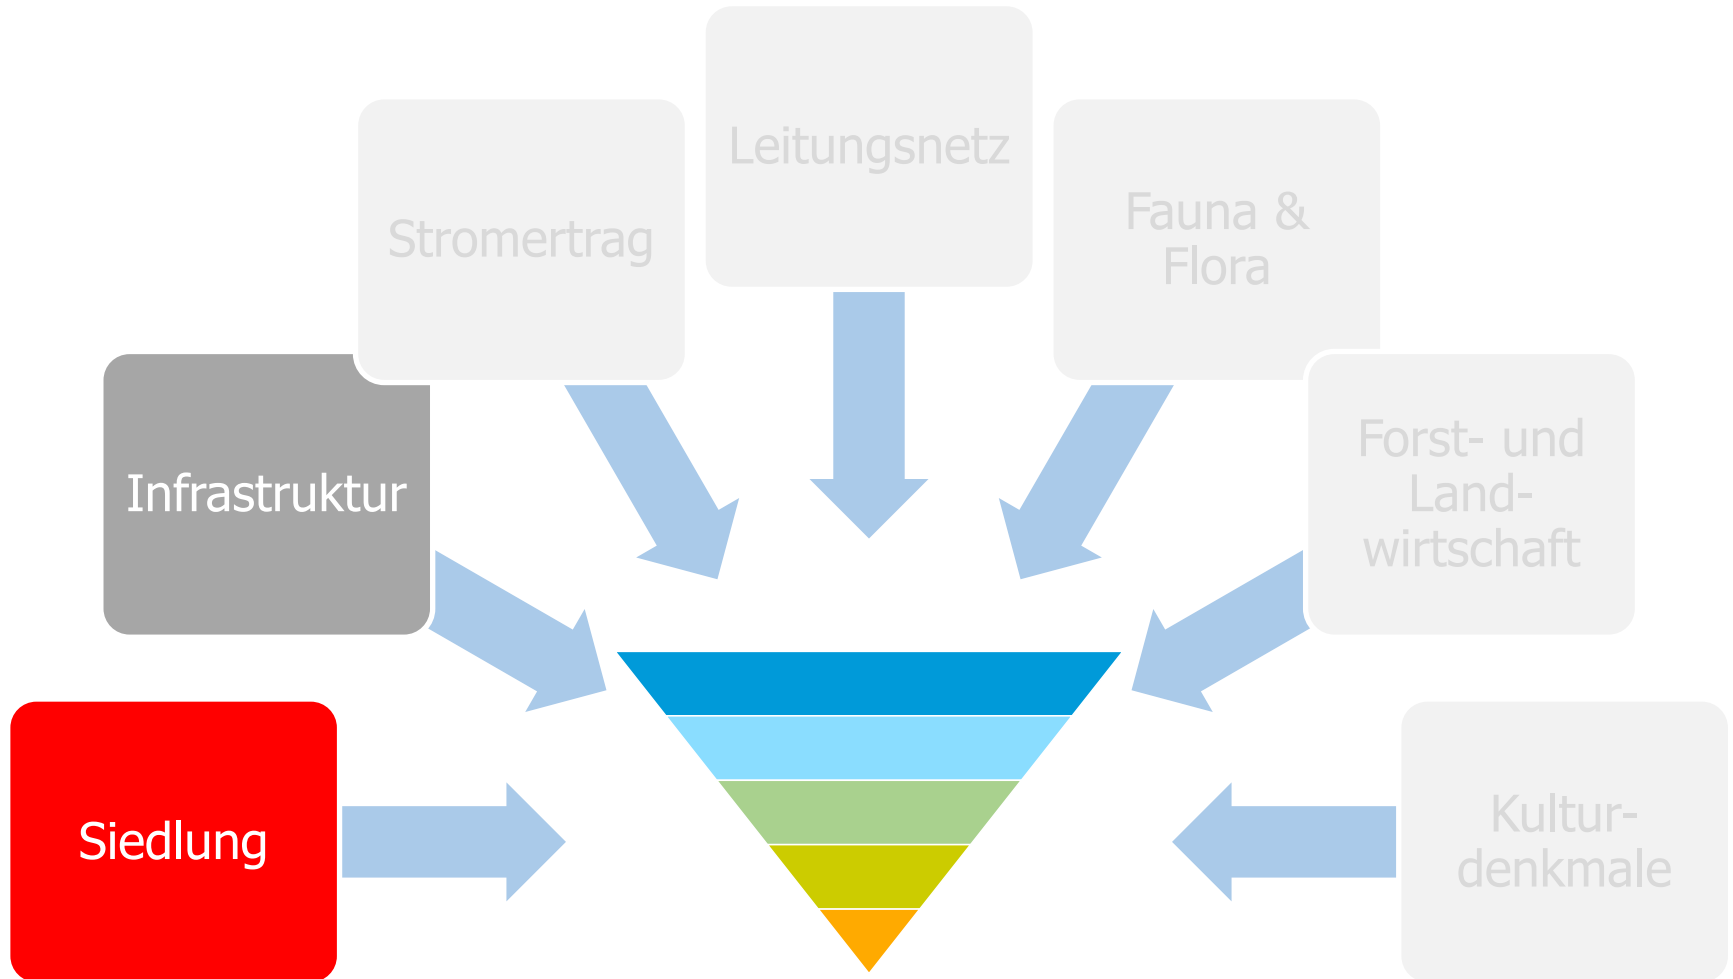 Leitungsnetz
Stromertrag
Fauna &
Flora
Infrastruktur
Forst- und
Land-
wirtschaft
Siedlung
Kultur-
denkmale